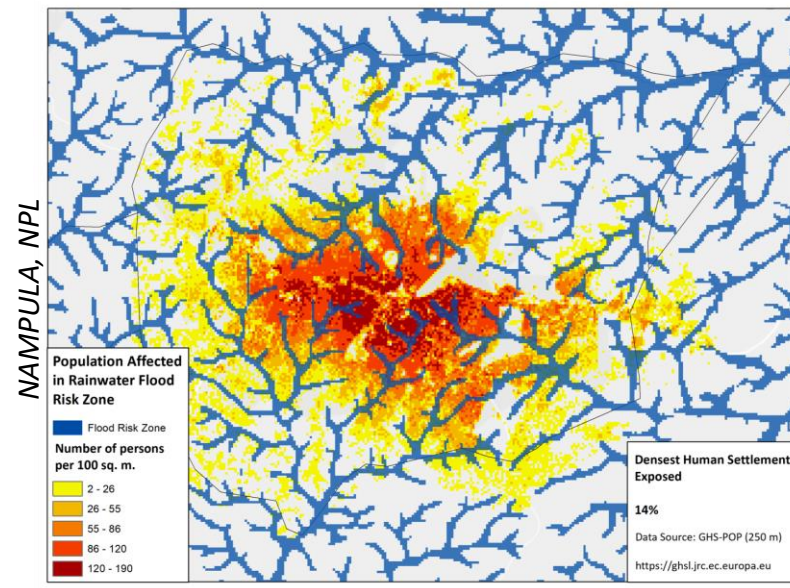 NAMPULA, NPL
Population Affected
in Rainwater Flood
Risk Zone
Flood Risk Zone
Number of persons
per 100 sq. m.
2 - 26
26 - 55
55 - 86
86 - 120
120 - 190
Densest Human Settlement
Exposed
14%
Data Source: GHS-POP (250 m)
https://ghsl.jrc.ec.europa.eu